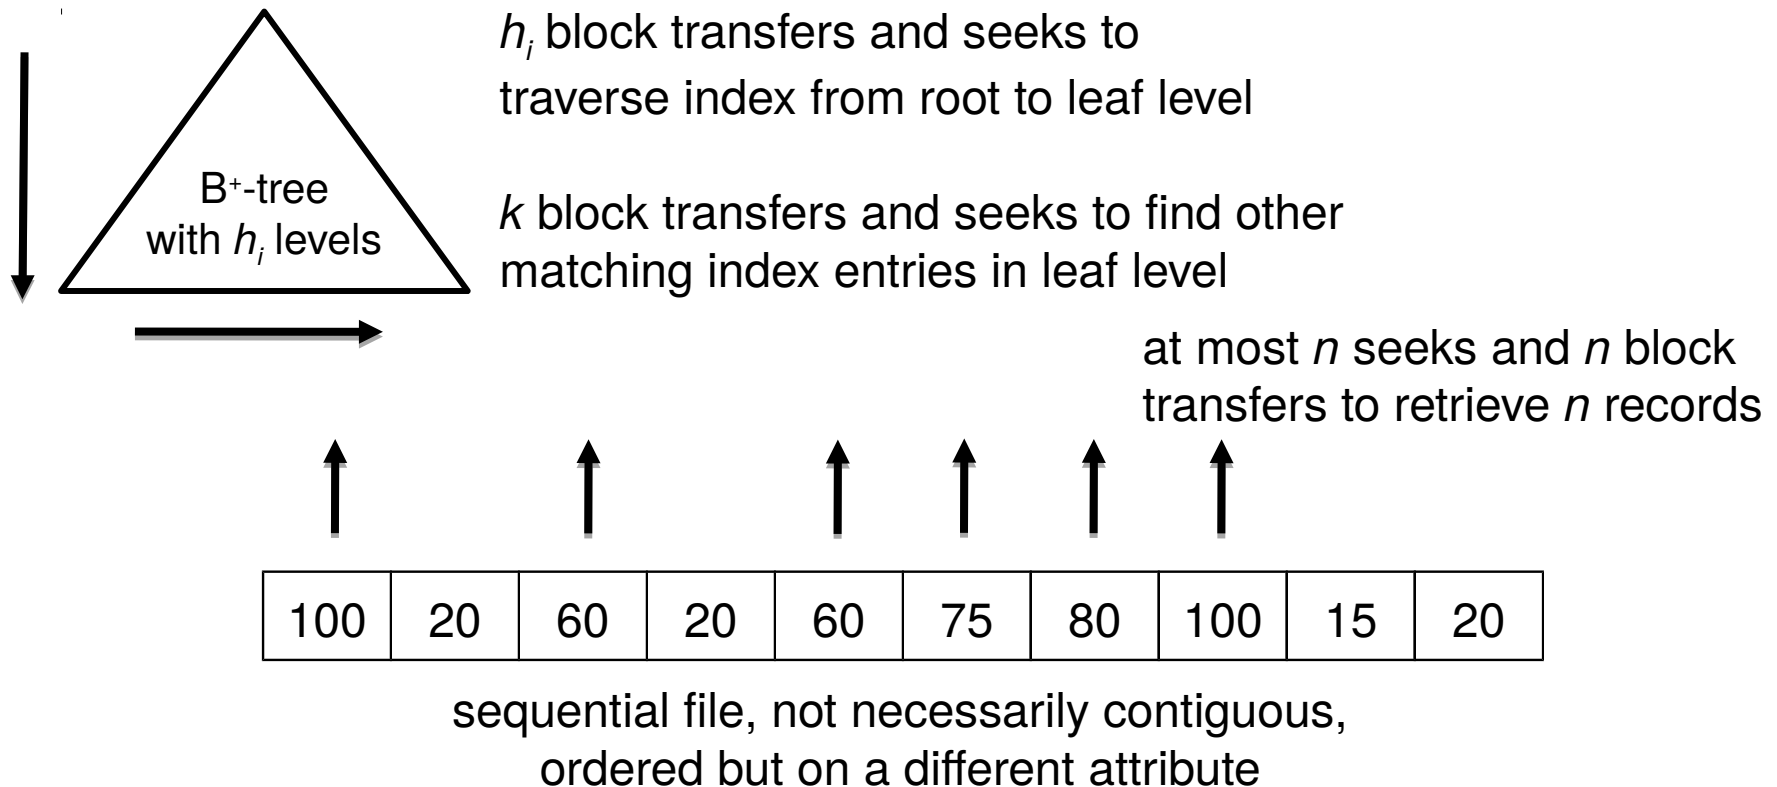 hᵢ block transfers and seeks to
traverse index from root to leaf level
B⁺-tree
with hᵢ levels
k block transfers and seeks to find other
matching index entries in leaf level
at most n seeks and n block
transfers to retrieve n records
100 20 60 20 60 75 80 100 15 20
sequential file, not necessarily contiguous,
ordered but on a different attribute